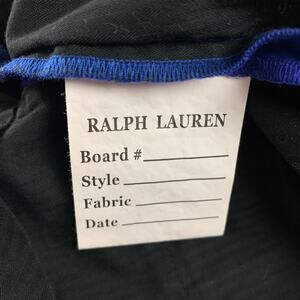 RALPH LAUREN
Board #
Style
Fabric
Date